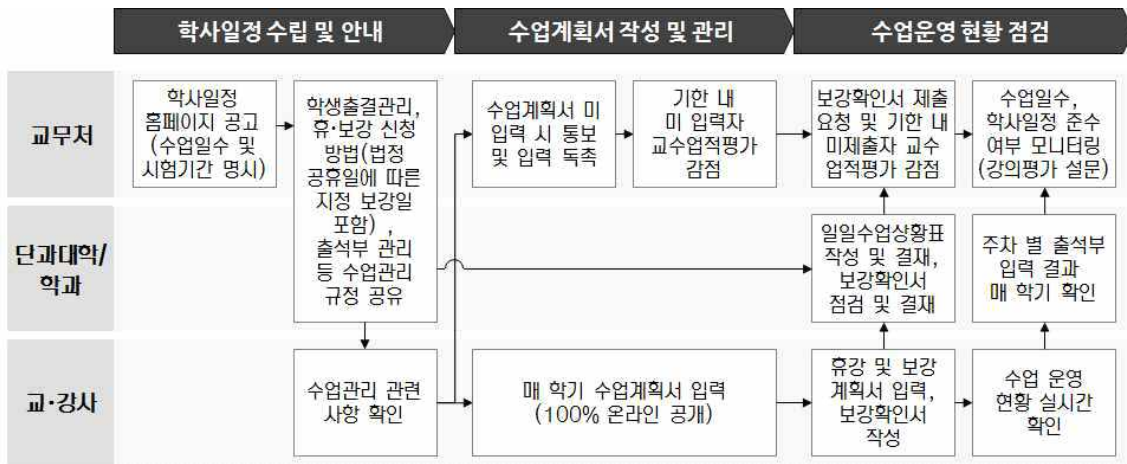 학사일정 수립 및 안내
수업계획서 작성 및 관리
수업운영 현황 점검
교무처
학사일정
홈페이지 공고
(수업일수 및
시험기간 명시)
학생출결관리,
휴·보강 신청
방법(법정
공휴일에 따른
지정 보강일
포함) ,
출석부 관리
등 수업관리
규정 공유
수업계획서 미
입력 시 통보
및 입력 독촉
기한 내
미 입력자
교수업적평가
감점
보강확인서 제출
요청 및 기한 내
미제출자 교수
업적평가 감점
수업일수,
학사일정 준수
여부 모니터링
(강의평가 설문)
단과대학/
학과
일일수업상황표
작성 및 결재,
보강확인서
점검 및 결재
주차 별 출석부
입력 결과
매 학기 확인
교·강사
수업관리 관련
사항 확인
매 학기 수업계획서 입력
(100% 온라인 공개)
휴강 및 보강
계획서 입력,
보강확인서
작성
수업 운영
현황 실시간
확인